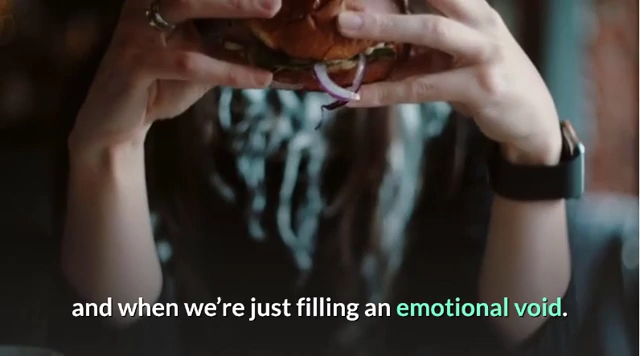 and when we’re just filling an emotional void.